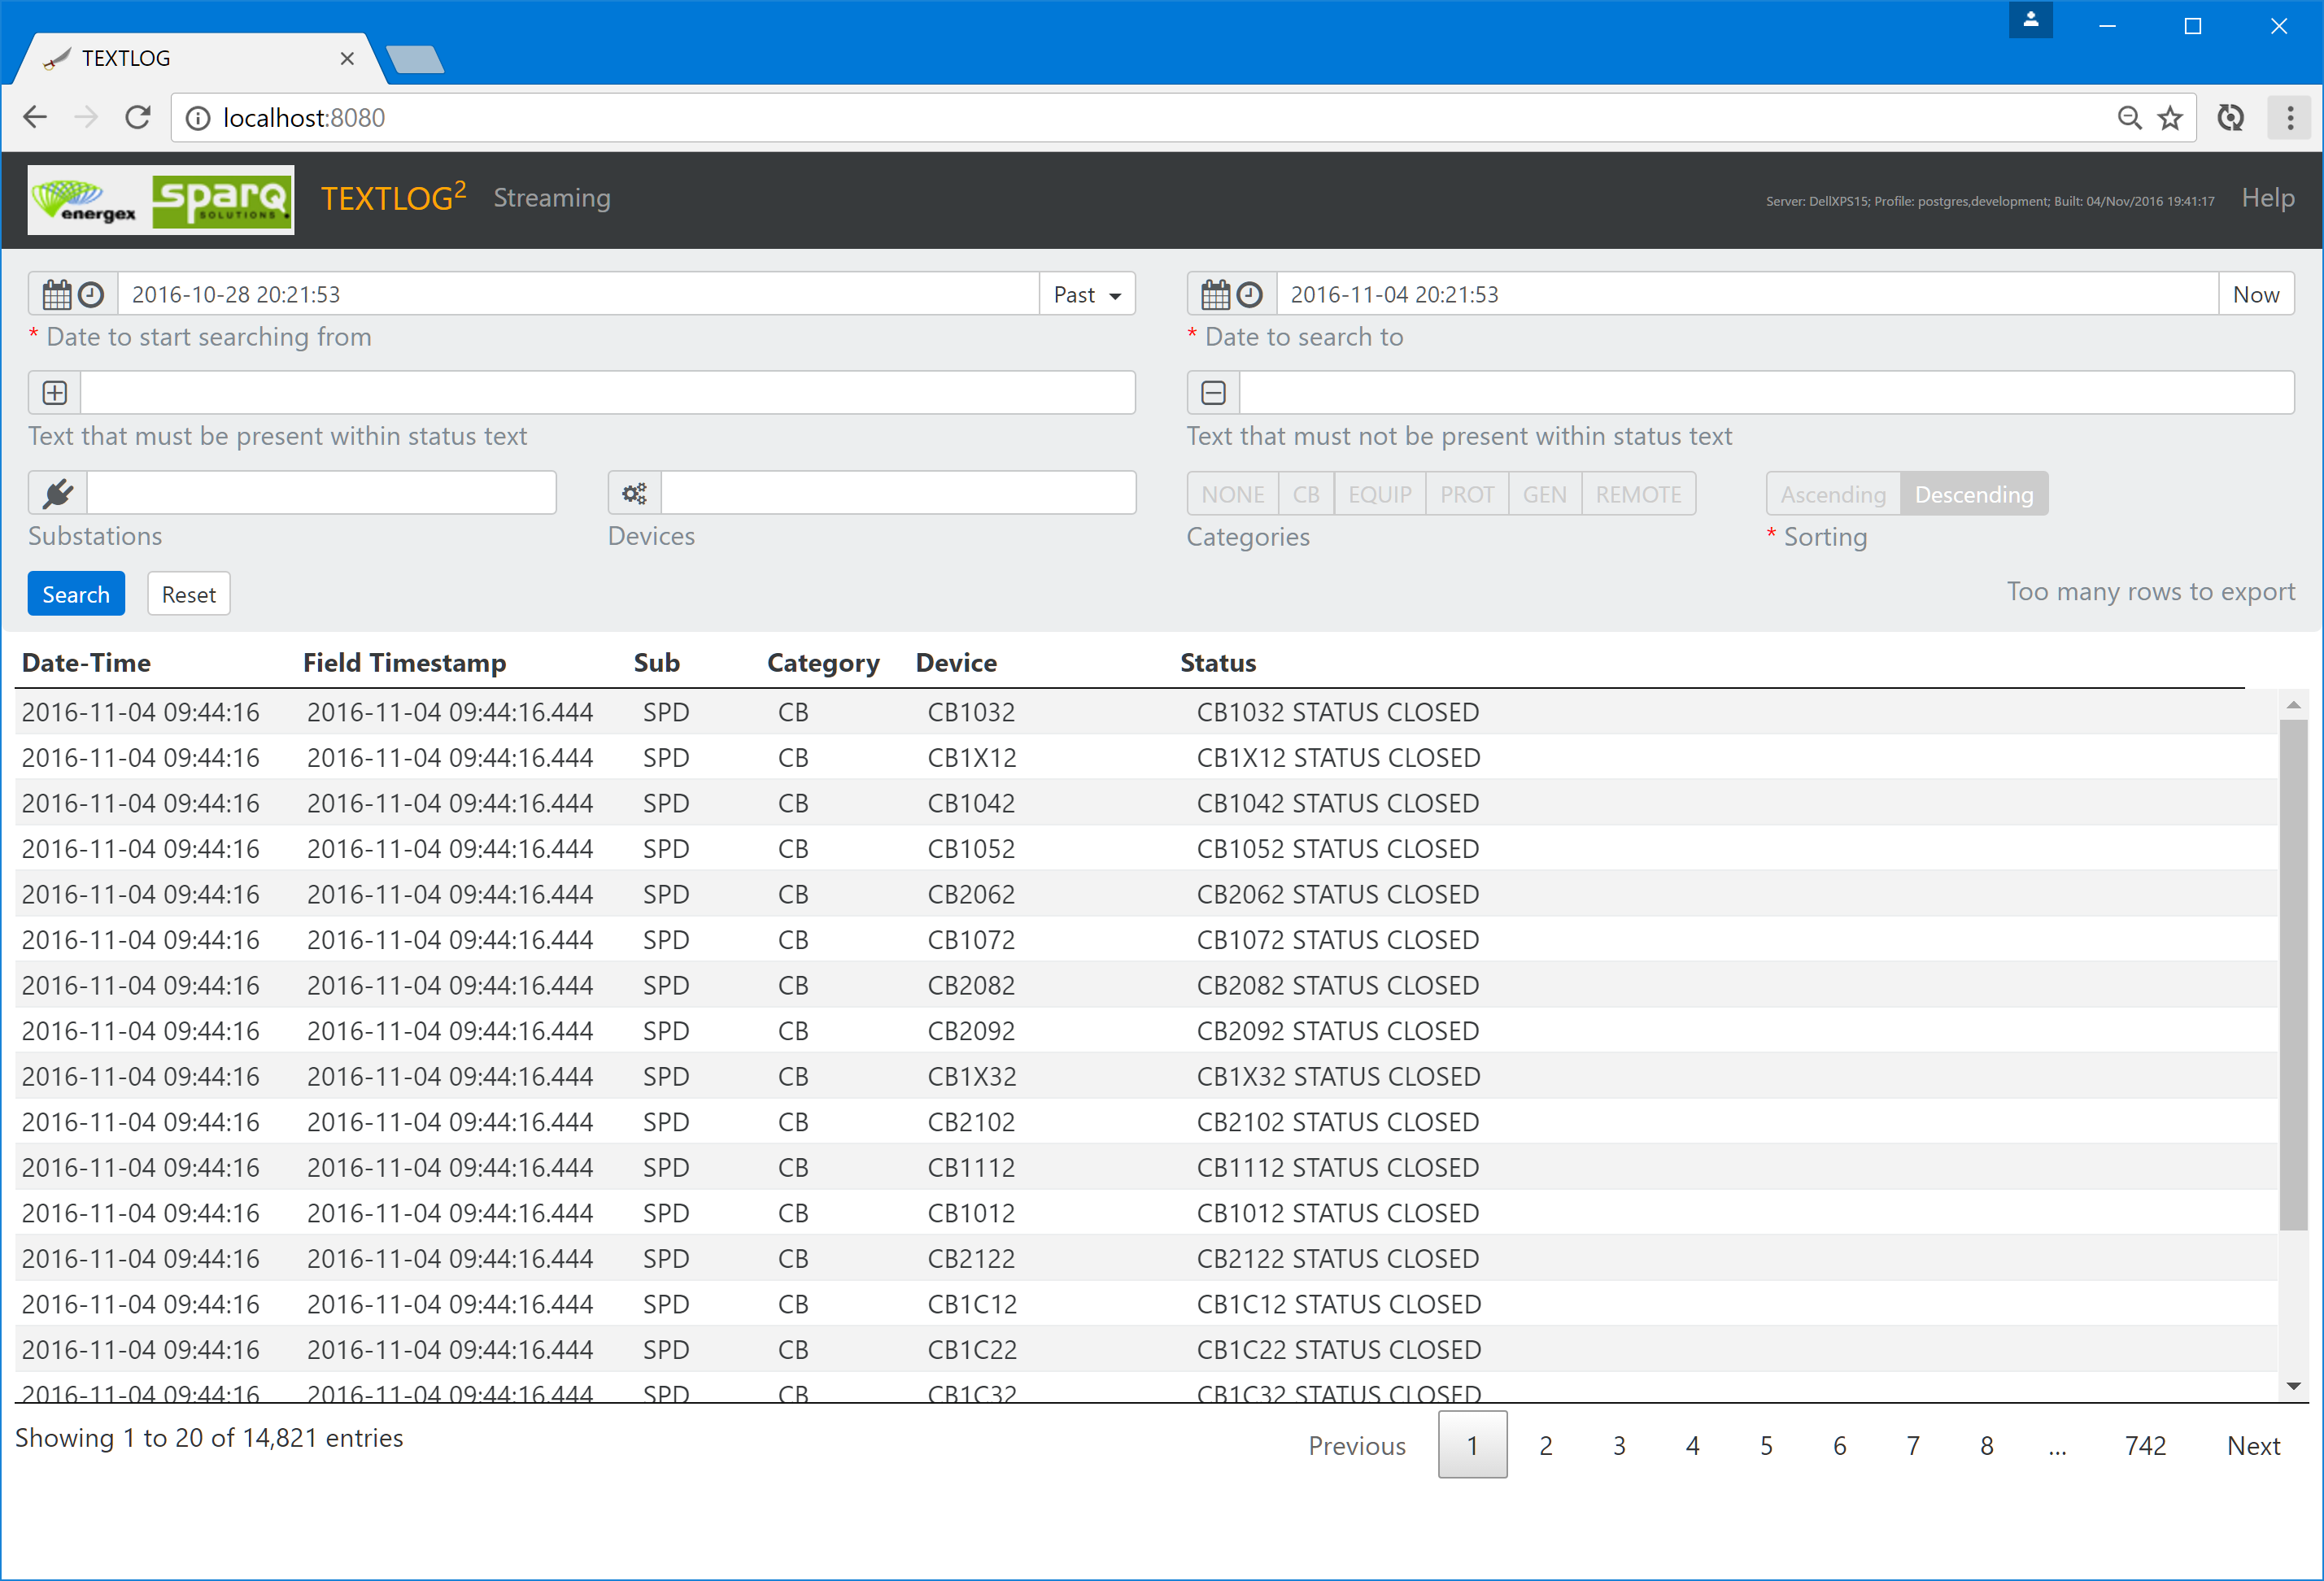 TEXTLOG
localhost:8080
energex sparq SOLUTIONS. TEXTLOG2 Streaming Server: DellXPS15; Profile: postgres,development; Built: 04/Nov/2016 19:41:17 Help
2016-10-28 20:21:53 Past 2016-11-04 20:21:53 Now
* Date to start searching from * Date to search to
Text that must be present within status text Text that must not be present within status text
NONE CB EQUIP PROT GEN REMOTE Ascending Descending
Substations Devices Categories * Sorting
Search Reset Too many rows to export
Date-Time Field Timestamp Sub Category Device Status
2016-11-04 09:44:16 2016-11-04 09:44:16.444 SPD CB CB1032 CB1032 STATUS CLOSED
2016-11-04 09:44:16 2016-11-04 09:44:16.444 SPD CB CB1X12 CB1X12 STATUS CLOSED
2016-11-04 09:44:16 2016-11-04 09:44:16.444 SPD CB CB1042 CB1042 STATUS CLOSED
2016-11-04 09:44:16 2016-11-04 09:44:16.444 SPD CB CB1052 CB1052 STATUS CLOSED
2016-11-04 09:44:16 2016-11-04 09:44:16.444 SPD CB CB2062 CB2062 STATUS CLOSED
2016-11-04 09:44:16 2016-11-04 09:44:16.444 SPD CB CB1072 CB1072 STATUS CLOSED
2016-11-04 09:44:16 2016-11-04 09:44:16.444 SPD CB CB2082 CB2082 STATUS CLOSED
2016-11-04 09:44:16 2016-11-04 09:44:16.444 SPD CB CB2092 CB2092 STATUS CLOSED
2016-11-04 09:44:16 2016-11-04 09:44:16.444 SPD CB CB1X32 CB1X32 STATUS CLOSED
2016-11-04 09:44:16 2016-11-04 09:44:16.444 SPD CB CB2102 CB2102 STATUS CLOSED
2016-11-04 09:44:16 2016-11-04 09:44:16.444 SPD CB CB1112 CB1112 STATUS CLOSED
2016-11-04 09:44:16 2016-11-04 09:44:16.444 SPD CB CB1012 CB1012 STATUS CLOSED
2016-11-04 09:44:16 2016-11-04 09:44:16.444 SPD CB CB2122 CB2122 STATUS CLOSED
2016-11-04 09:44:16 2016-11-04 09:44:16.444 SPD CB CB1C12 CB1C12 STATUS CLOSED
2016-11-04 09:44:16 2016-11-04 09:44:16.444 SPD CB CB1C22 CB1C22 STATUS CLOSED
2016-11-04 09:44:16 2016-11-04 09:44:16.444 SPD CB CB1C32 CB1C32 STATUS CLOSED
Showing 1 to 20 of 14,821 entries Previous 1 2 3 4 5 6 7 8 ... 742 Next